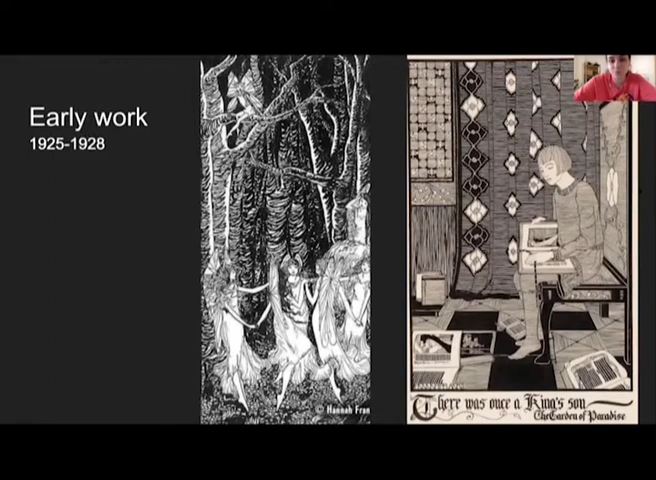 Early work
1925-1928
© Hannah Fran
There was once a King's son
The Garden of Paradise